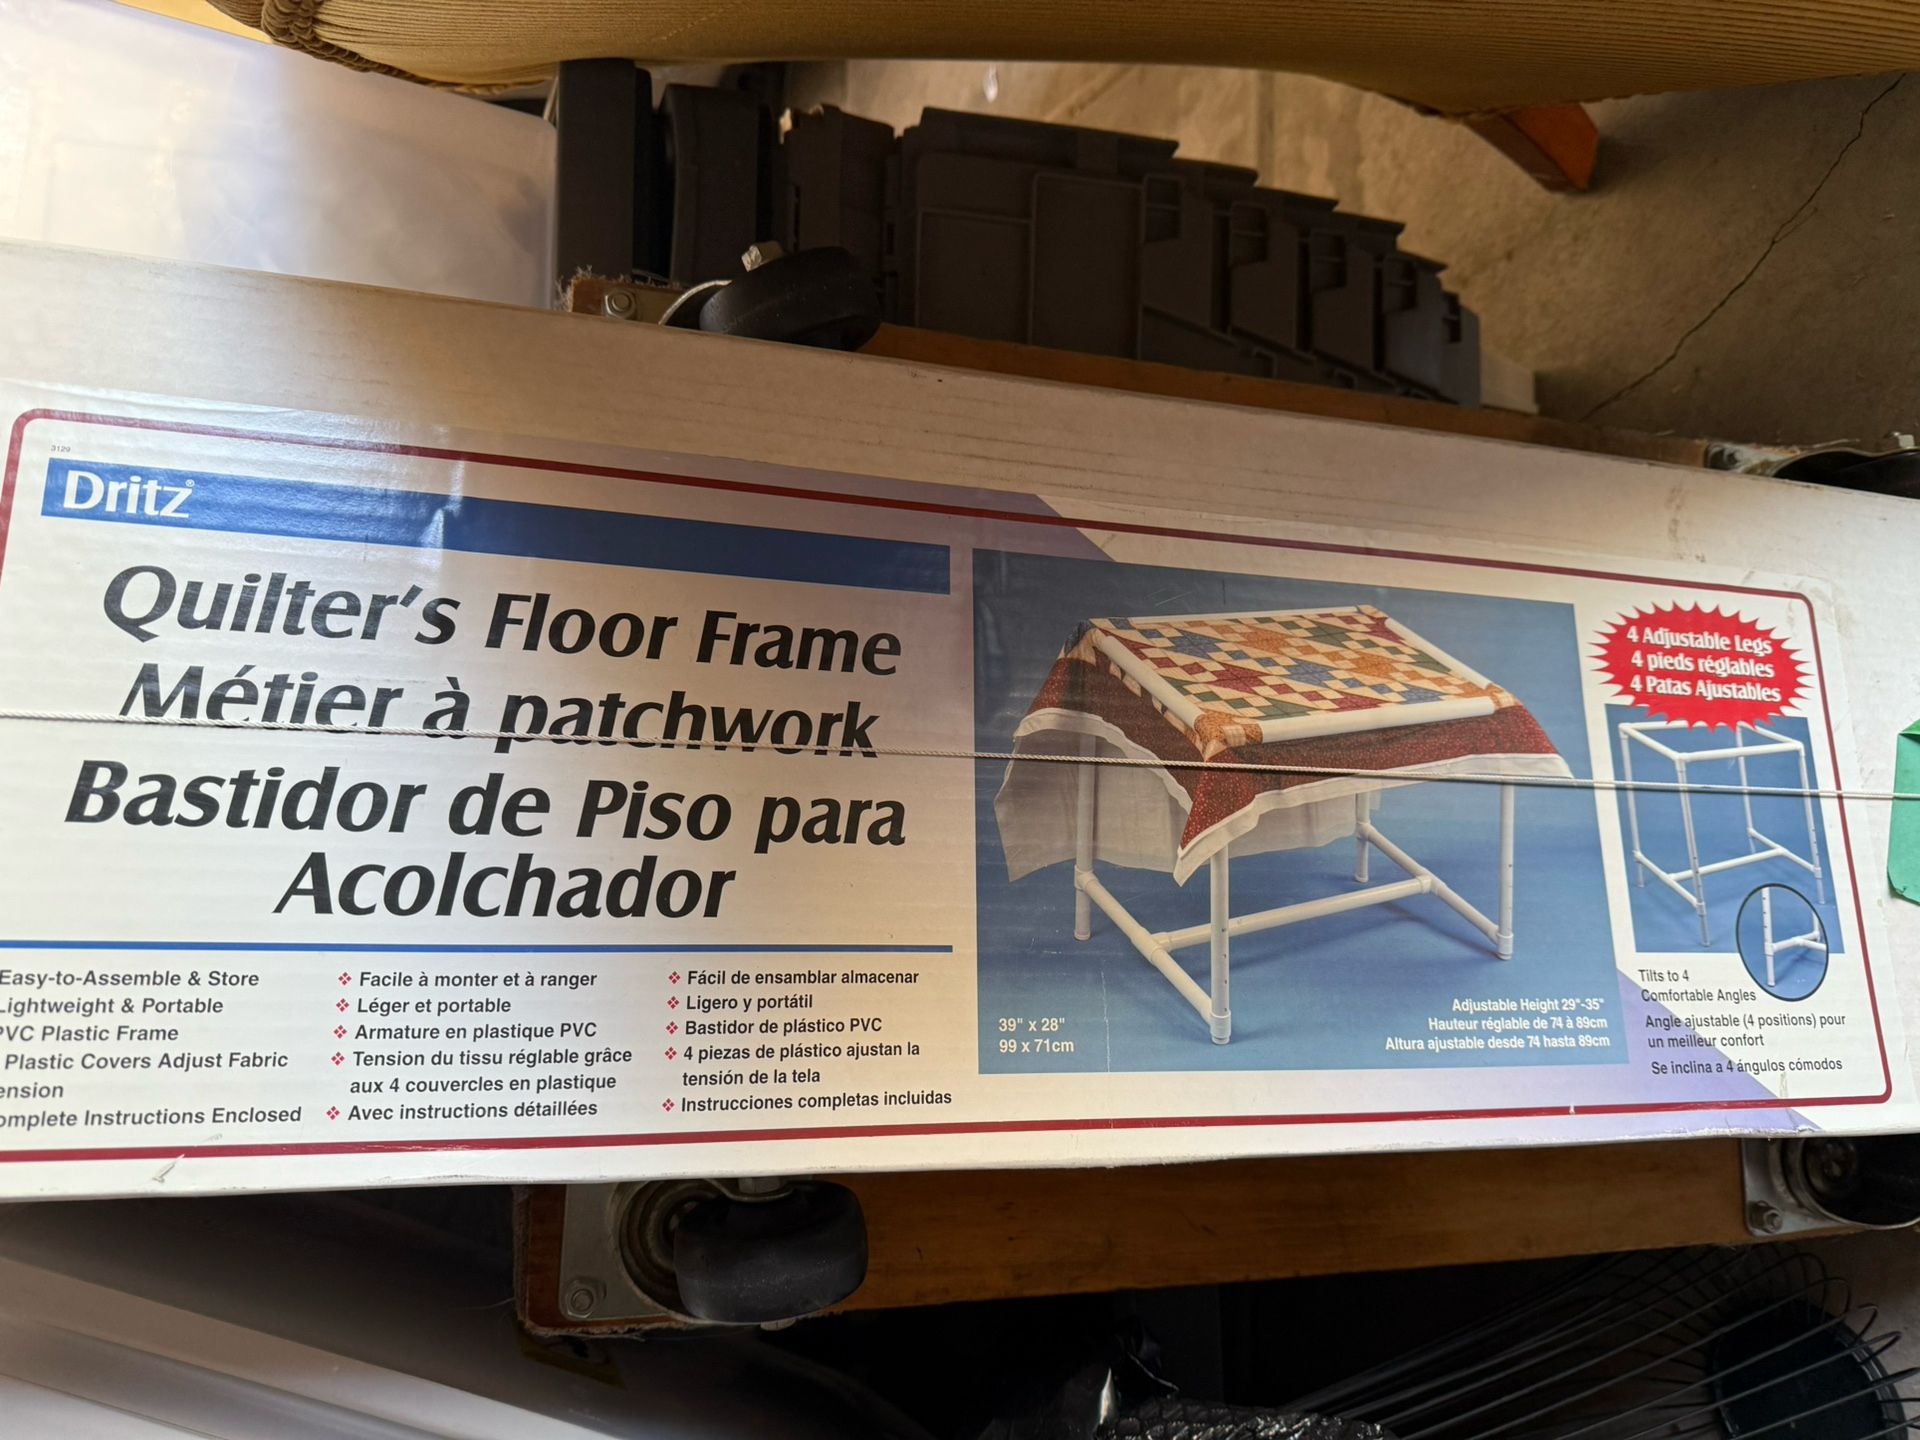 3129
Dritz®
Quilter's Floor Frame
Métier à patchwork
Bastidor de Piso para
Acolchador
Easy-to-Assemble & Store
Lightweight & Portable
PVC Plastic Frame
Plastic Covers Adjust Fabric
ension
omplete Instructions Enclosed
❖ Facile à monter et à ranger
❖ Léger et portable
❖ Armature en plastique PVC
❖ Tension du tissu réglable grâce
aux 4 couvercles en plastique
❖ Avec instructions détaillées
❖ Fácil de ensamblar almacenar
❖ Ligero y portátil
❖ Bastidor de plástico PVC
❖ 4 piezas de plástico ajustan la
tensión de la tela
❖ Instrucciones completas incluidas
39" x 28"
99 x 71cm
Adjustable Height 29"-35"
Hauteur réglable de 74 à 89cm
Altura ajustable desde 74 hasta 89cm
4 Adjustable Legs
4 pieds réglables
4 Patas Ajustables
Tilts to 4
Comfortable Angles
Angle ajustable (4 positions) pour
un meilleur confort
Se inclina a 4 ángulos cómodos